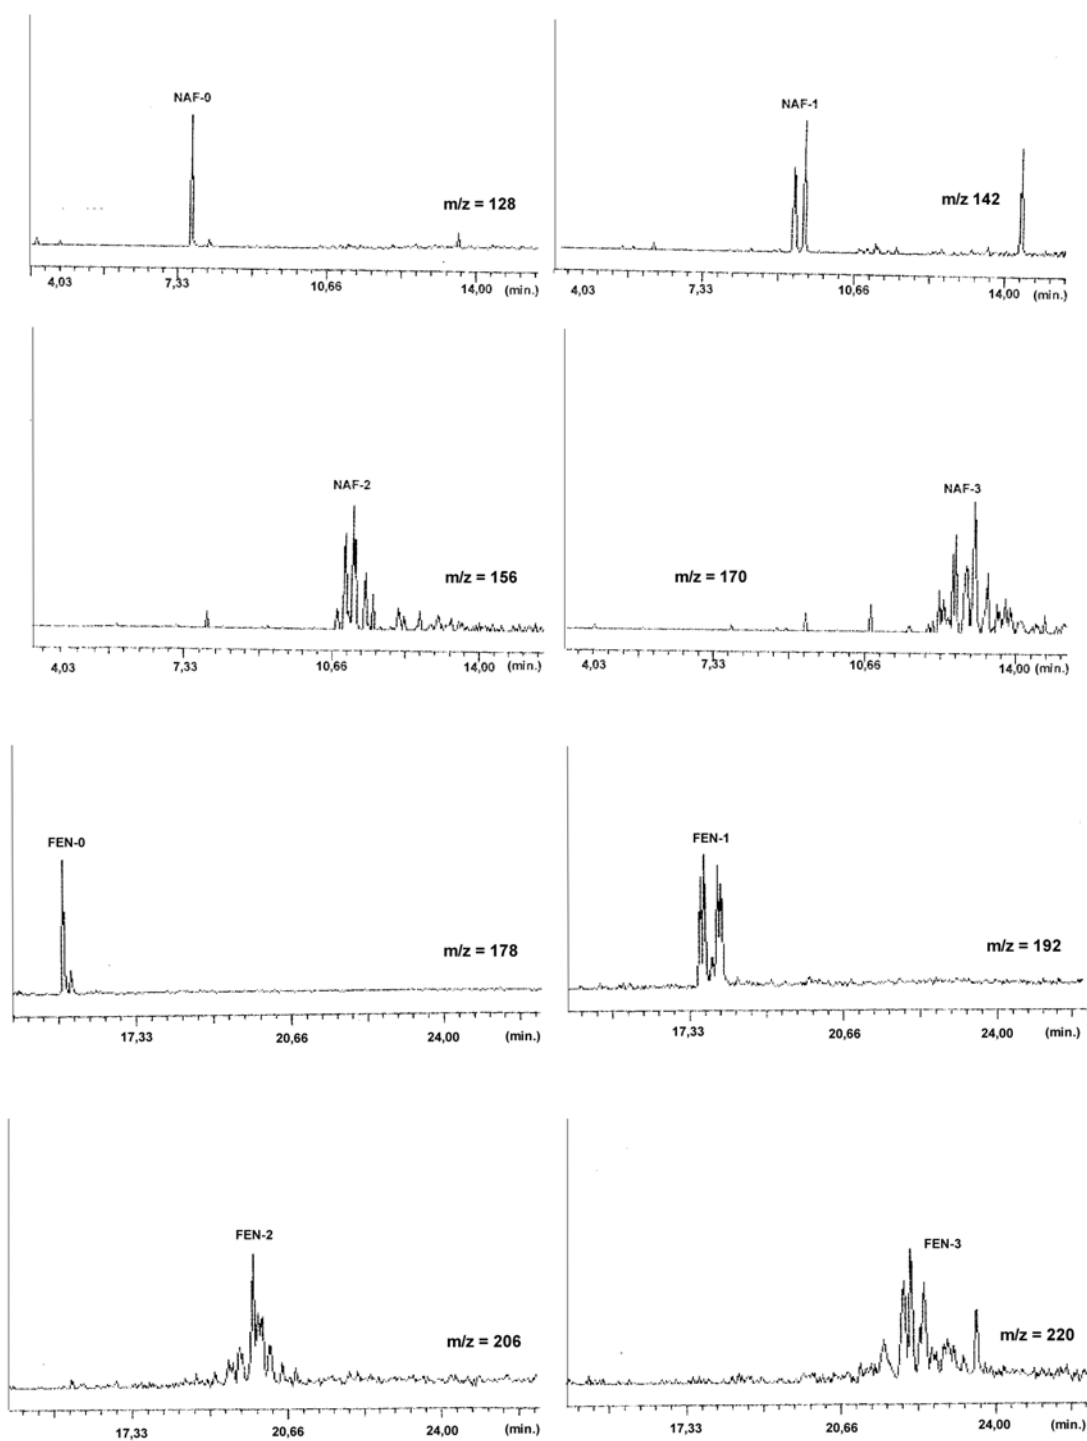 NAF-0
m/z = 128
4,03 7,33 10,66 14,00 (min.)
NAF-1
m/z 142
4,03 7,33 10,66 14,00 (min.)
NAF-2
m/z = 156
4,03 7,33 10,66 14,00 (min.)
NAF-3
m/z = 170
4,03 7,33 10,66 14,00 (min.)
FEN-0
m/z = 178
17,33 20,66 24,00 (min.)
FEN-1
m/z = 192
17,33 20,66 24,00 (min.)
FEN-2
m/z = 206
17,33 20,66 24,00 (min.)
FEN-3
m/z = 220
17,33 20,66 24,00 (min.)